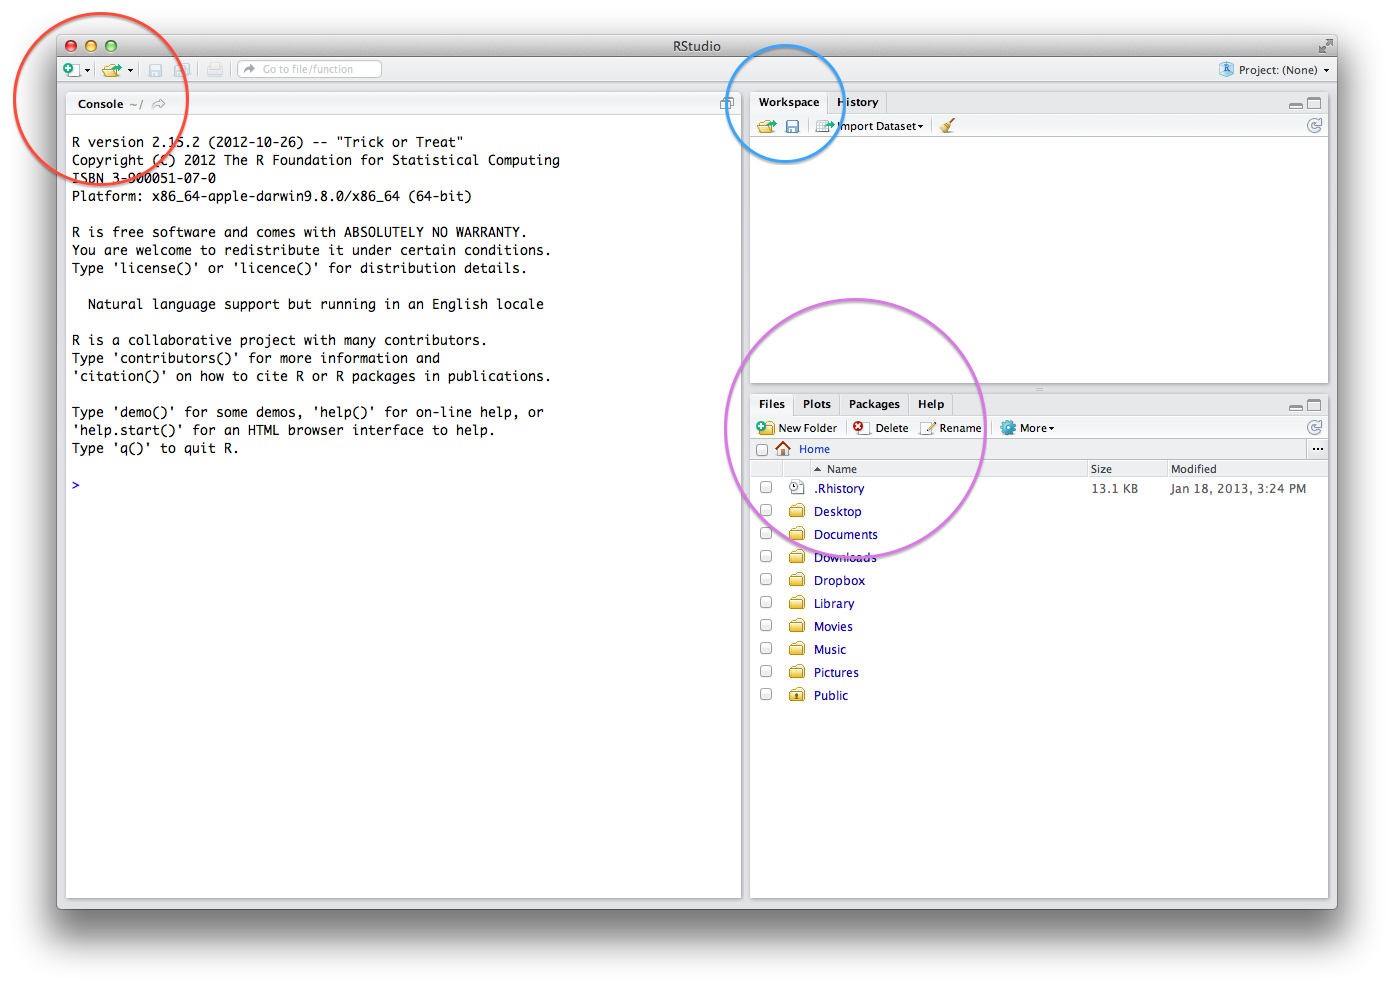 RStudio
Go to file/function
Project: (None)
Console ~/
R version 2.15.2 (2012-10-26) -- "Trick or Treat"
Copyright (C) 2012 The R Foundation for Statistical Computing
ISBN 3-900051-07-0
Platform: x86_64-apple-darwin9.8.0/x86_64 (64-bit)
R is free software and comes with ABSOLUTELY NO WARRANTY.
You are welcome to redistribute it under certain conditions.
Type 'license()' or 'licence()' for distribution details.
Natural language support but running in an English locale
R is a collaborative project with many contributors.
Type 'contributors()' for more information and
'citation()' on how to cite R or R packages in publications.
Type 'demo()' for some demos, 'help()' for on-line help, or
'help.start()' for an HTML browser interface to help.
Type 'q()' to quit R.
>
Workspace History
Import Dataset
Files Plots Packages Help
New Folder Delete Rename More
Home ...
Name Size Modified
.Rhistory 13.1 KB Jan 18, 2013, 3:24 PM
Desktop
Documents
Downloads
Dropbox
Library
Movies
Music
Pictures
Public